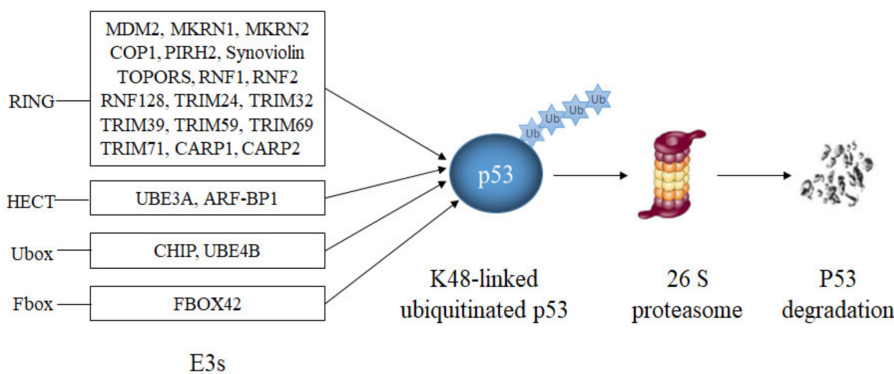 RING
MDM2, MKRN1, MKRN2
COP1, PIRH2, Synoviolin
TOPORS, RNF1, RNF2
RNF128, TRIM24, TRIM32
TRIM39, TRIM59, TRIM69
TRIM71, CARP1, CARP2
HECT
UBE3A, ARF-BP1
Ubox
CHIP, UBE4B
Fbox
FBOX42
E3s
p53
Ub
Ub
Ub
Ub
K48-linked
ubiquitinated p53
26 S
proteasome
P53
degradation